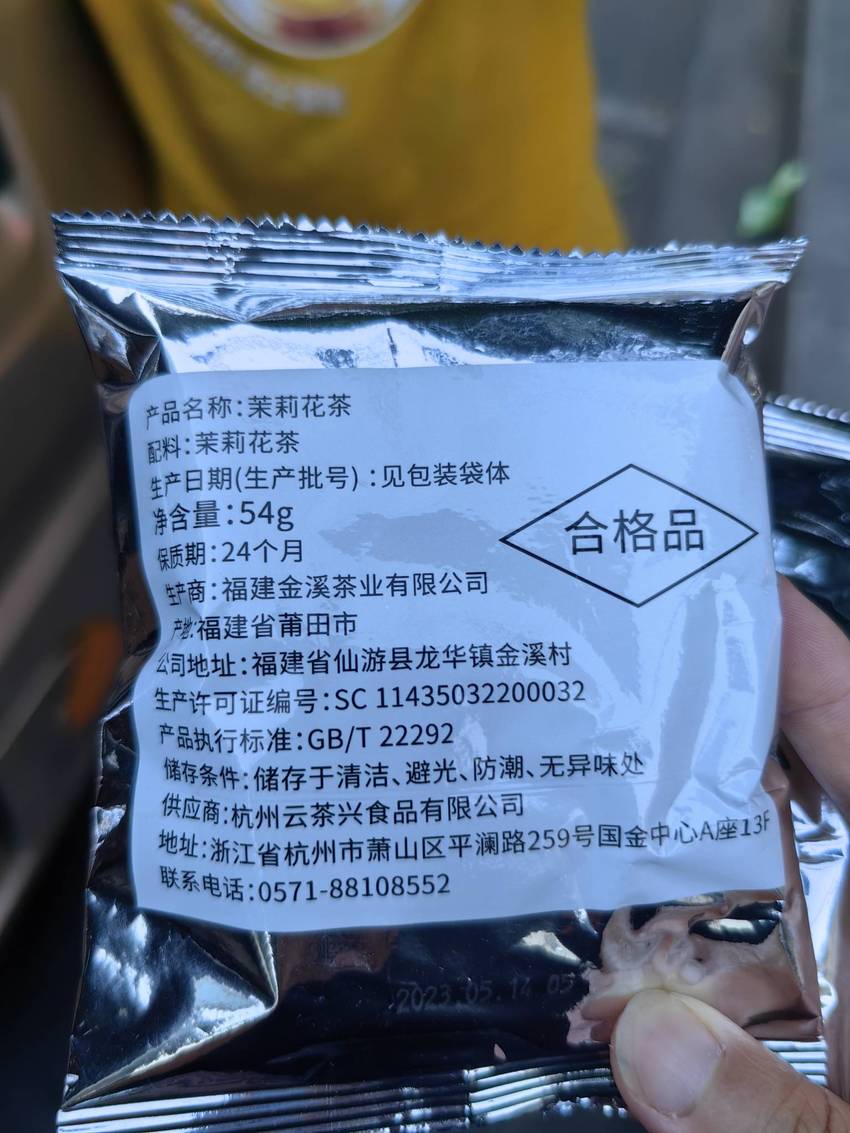 产品名称:茉莉花茶
配料:茉莉花茶
生产日期(生产批号) :见包装袋体
净含量:54g
保质期:24个月
合格品
生产商:福建金溪茶业有限公司
产地:福建省莆田市
公司地址:福建省仙游县龙华镇金溪村
生产许可证编号:SC 11435032200032
产品执行标准:GB/T 22292
储存条件:储存于清洁、避光、防潮、无异味处
供应商:杭州云茶兴食品有限公司
地址:浙江省杭州市萧山区平澜路259号国金中心A座13F
联系电话:0571-88108552
2023.05.14 05